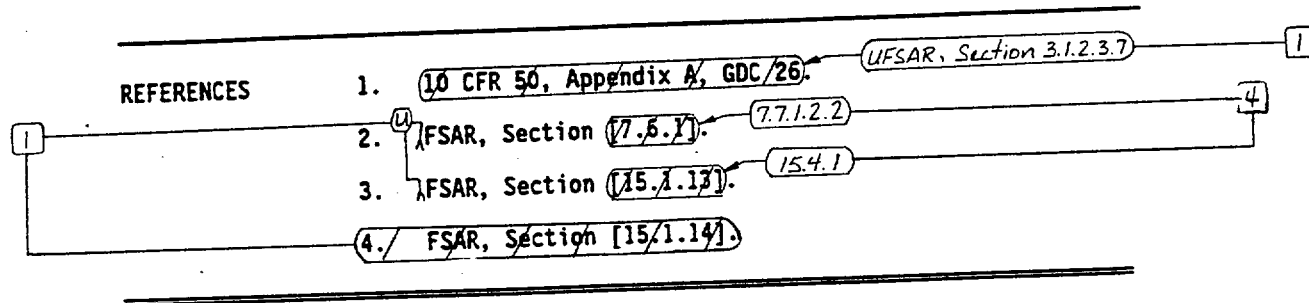 UFSAR, Section 3.1.2.3.7 1
REFERENCES 1. 10 CFR 50, Appendix A, GDC 26.
1 U 2. FSAR, Section [7.6.1]. 7.7.1.2.2 4
3. FSAR, Section [15.1.13]. 15.4.1
4. FSAR, Section [15.1.14].